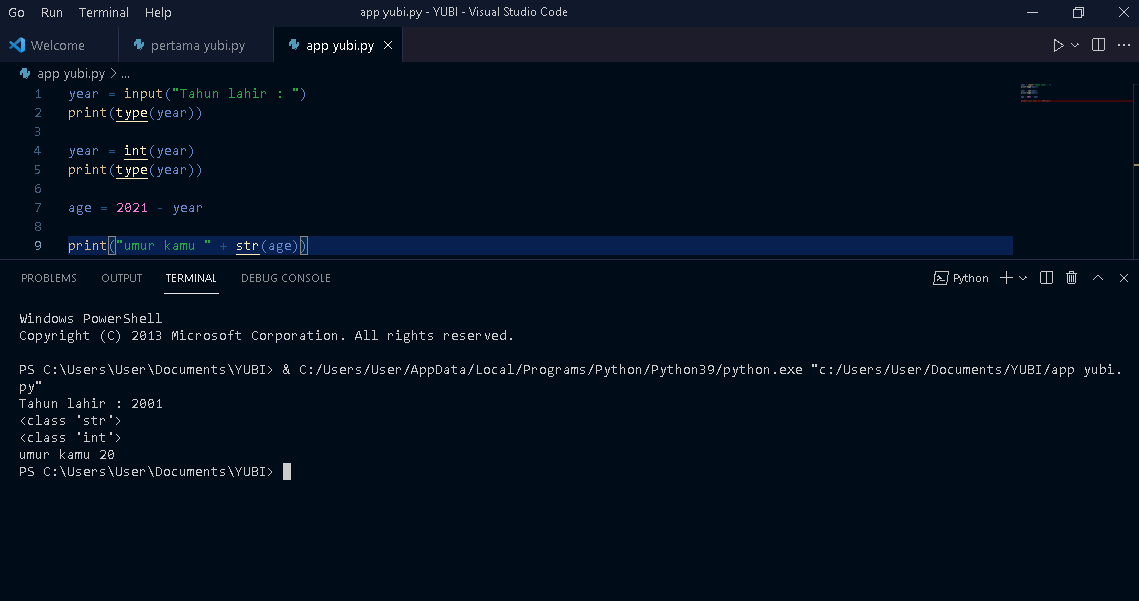 Go Run Terminal Help app yubi.py - YUBI - Visual Studio Code
Welcome pertama yubi.py app yubi.py
app yubi.py > ...
1 year = input("Tahun lahir : ")
2 print(type(year))
3
4 year = int(year)
5 print(type(year))
6
7 age = 2021 - year
8
9 print("umur kamu " + str(age))
PROBLEMS OUTPUT TERMINAL DEBUG CONSOLE Python
Windows PowerShell
Copyright (C) 2013 Microsoft Corporation. All rights reserved.
PS C:\Users\User\Documents\YUBI> & C:/Users/User/AppData/Local/Programs/Python/Python39/python.exe "c:/Users/User/Documents/YUBI/app yubi.
py"
Tahun lahir : 2001
<class 'str'>
<class 'int'>
umur kamu 20
PS C:\Users\User\Documents\YUBI>